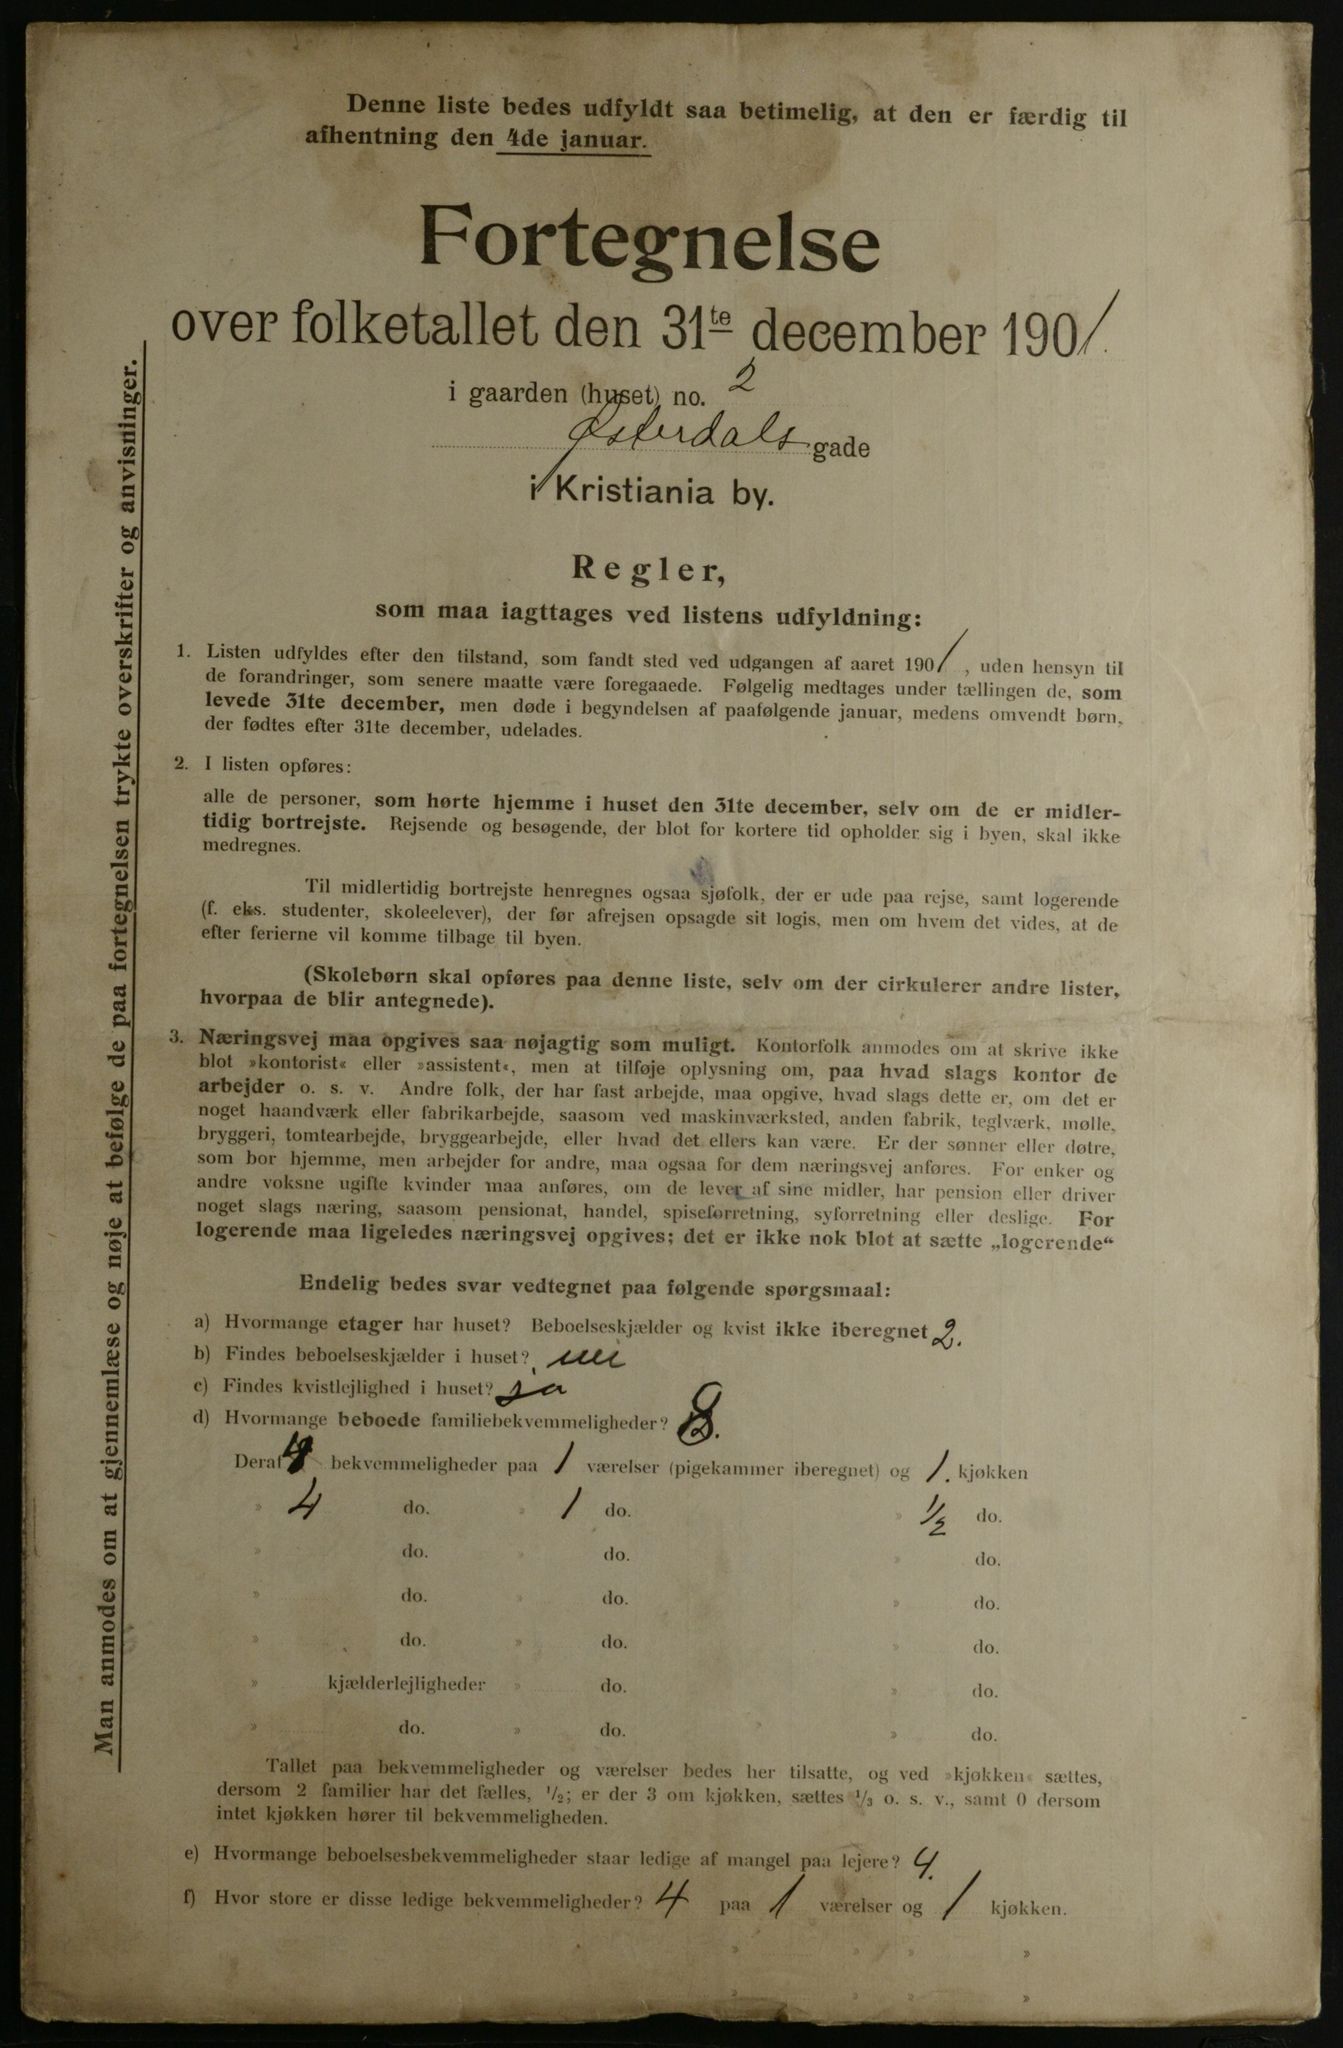 Denne liste bedes udfyldt saa betimelig, at den er færdig til
afhentning den 4de januar.
Fortegnelse
over folketallet den 31te december 1901.
i gaarden (huset) no. 2
Østerdals gade
i Kristiania by.
Regler,
som maa iagttages ved listens udfyldning:
1. Listen udfyldes efter den tilstand, som fandt sted ved udgangen af aaret 1901, uden hensyn til
de forandringer, som senere maatte være foregaaede. Følgelig medtages under tællingen de, som
levede 31te december, men døde i begyndelsen af paafølgende januar, medens omvendt børn,
der fødtes efter 31te december, udelades.
2. I listen opføres:
alle de personer, som hørte hjemme i huset den 31te december, selv om de er midler-
tidig bortrejste. Rejsende og besøgende, der blot for kortere tid opholder sig i byen, skal ikke
medregnes.
Til midlertidig bortrejste henregnes ogsaa sjøfolk, der er ude paa rejse, samt logerende
(f. eks. studenter, skoleelever), der før afrejsen opsagde sit logis, men om hvem det vides, at de
efter ferierne vil komme tilbage til byen.
(Skolebørn skal opføres paa denne liste, selv om der cirkulerer andre lister,
hvorpaa de blir antegnede).
3. Næringsvej maa opgives saa nøjagtig som muligt. Kontorfolk anmodes om at skrive ikke
blot »kontorist« eller »assistent«, men at tilføje oplysning om, paa hvad slags kontor de
arbejder o. s. v. Andre folk, der har fast arbejde, maa opgive, hvad slags dette er, om det er
noget haandværk eller fabrikarbejde, saasom ved maskinværksted, anden fabrik, teglværk, mølle,
bryggeri, tomtearbejde, bryggearbejde, eller hvad det ellers kan være. Er der sønner eller døtre,
som bor hjemme, men arbejder for andre, maa ogsaa for dem næringsvej anføres. For enker og
andre voksne ugifte kvinder maa anføres, om de lever af sine midler, har pension eller driver
noget slags næring, saasom pensionat, handel, spiseforretning, syforretning eller deslige. For
logerende maa ligeledes næringsvej opgives; det er ikke nok blot at sætte „logerende“
Endelig bedes svar vedtegnet paa følgende spørgsmaal:
a) Hvormange etager har huset? Beboelseskjælder og kvist ikke iberegnet 2.
b) Findes beboelseskjælder i huset? nei
c) Findes kvistlejlighed i huset? ja
d) Hvormange beboede familiebekvemmeligheder? 8.
Deraf 4 bekvemmeligheder paa 1 værelser (pigekammer iberegnet) og 1. kjøkken
» 4 do. » 1 do. » 1/2 do.
» do. » do. » do.
» do. » do. » do.
» do. » do. » do.
» kjælderlejligheder » do. » do.
» do. » do. » do.
Tallet paa bekvemmeligheder og værelser bedes her tilsatte, og ved »kjøkken« sættes,
dersom 2 familier har det fælles, 1/2; er der 3 om kjøkken, sættes 1/3 o. s. v., samt 0 dersom
intet kjøkken hører til bekvemmeligheden.
e) Hvormange beboelsesbekvemmeligheder staar ledige af mangel paa lejere? 4.
f) Hvor store er disse ledige bekvemmeligheder? 4 paa 1 værelser og 1 kjøkken.
» » » »
» » » »
Man anmodes om at gjennemlæse og nøje at befølge de paa fortegnelsen trykte overskrifter og anvisninger.